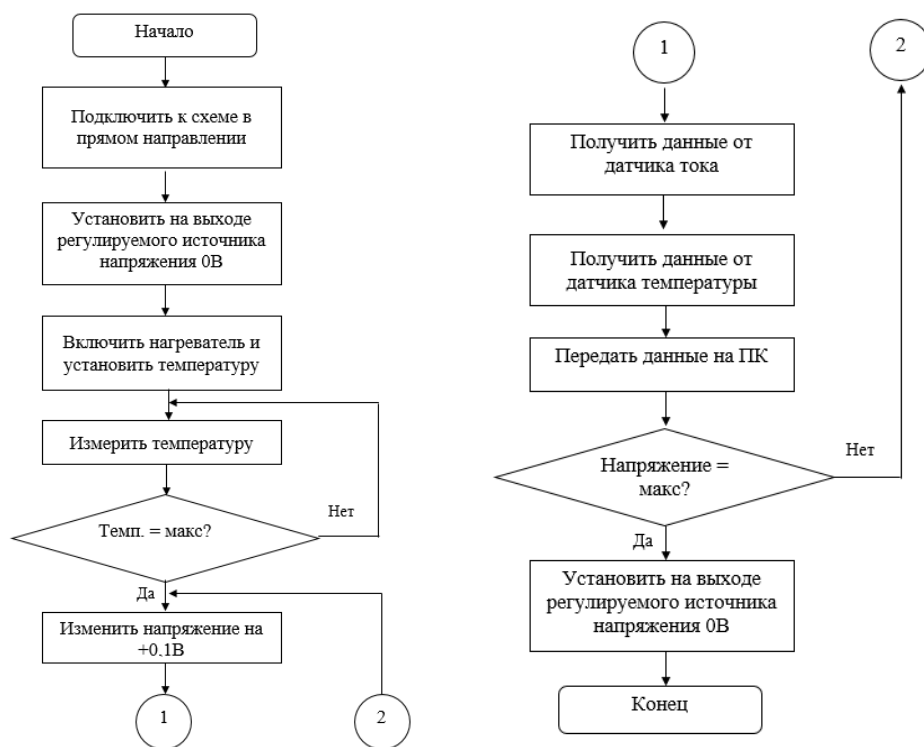 Начало
Подключить к схеме в
прямом направлении
Установить на выходе
регулируемого источника
напряжения 0В
Включить нагреватель и
установить температуру
Измерить температуру
Темп. = макс?
Нет
Да
Изменить напряжение на
+0,1В
1
2
1
2
Получить данные от
датчика тока
Получить данные от
датчика температуры
Передать данные на ПК
Напряжение =
макс?
Нет
Да
Установить на выходе
регулируемого источника
напряжения 0В
Конец